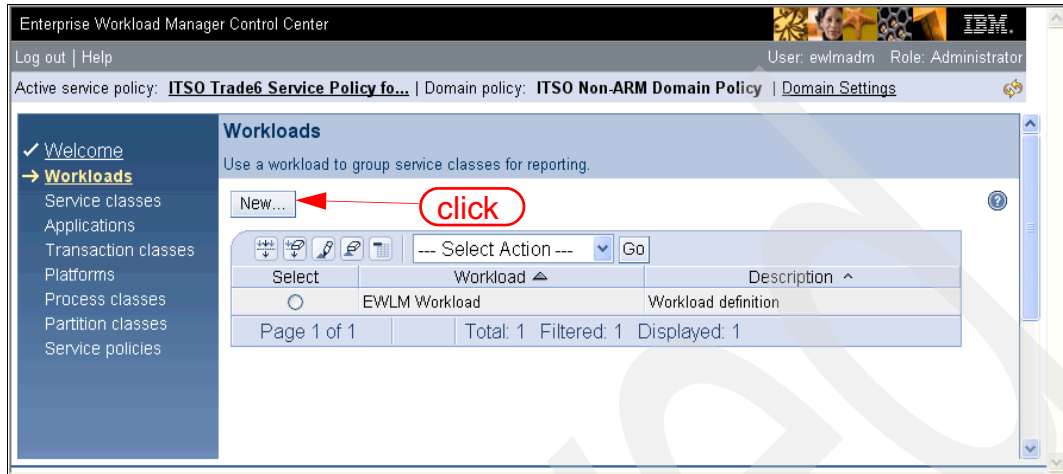 Enterprise Workload Manager Control Center IBM.
Log out | Help User: ewlmadm Role: Administrator
Active service policy: ITSO Trade6 Service Policy fo... | Domain policy: ITSO Non-ARM Domain Policy | Domain Settings
Welcome
Workloads
Service classes
Applications
Transaction classes
Platforms
Process classes
Partition classes
Service policies
Workloads
Use a workload to group service classes for reporting.
New... click
--- Select Action --- Go
Select Workload Description
EWLM Workload Workload definition
Page 1 of 1 Total: 1 Filtered: 1 Displayed: 1